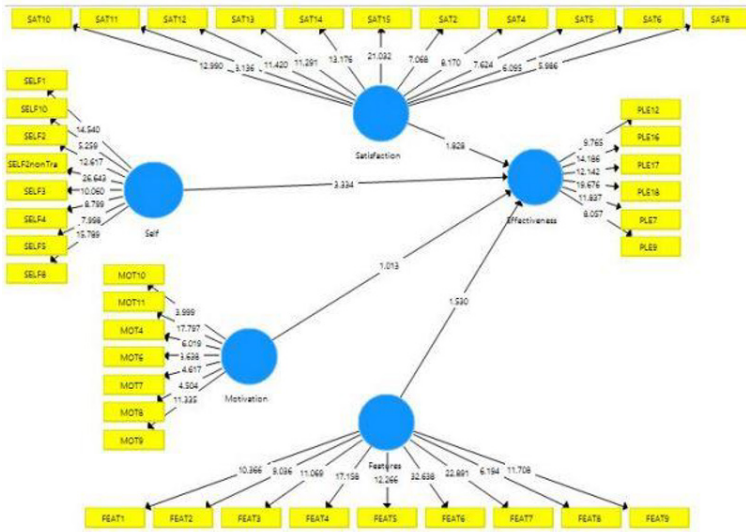 SAT10 SAT11 SAT12 SAT13 SAT14 SAT15 SAT2 SAT4 SAT5 SAT6 SAT8
12.990 3.136 11.420 11.291 13.176 21.032 7.068 8.170 7.624 6.095 5.986
Satisfaction
SELF1
SELF10
SELF2
SELF2nonTra
SELF3
SELF4
SELF5
SELF6
14.540
5.259
12.617
26.643
10.060
8.799
7.998
15.789
Self
1.828
3.334
1.013
1.530
Effectiveness
9.765
14.186
12.142
19.676
11.837
8.057
PLE12
PLE16
PLE17
PLE18
PLE7
PLE9
MOT10
MOT11
MOT4
MOT6
MOT7
MOT8
MOT9
3.999
17.797
6.019
3.638
4.617
4.504
11.335
Motivation
Features
10.366 9.036 11.069 17.158 12.266 32.638 22.891 6.194 11.708
FEAT1 FEAT2 FEAT3 FEAT4 FEAT5 FEAT6 FEAT7 FEAT8 FEAT9